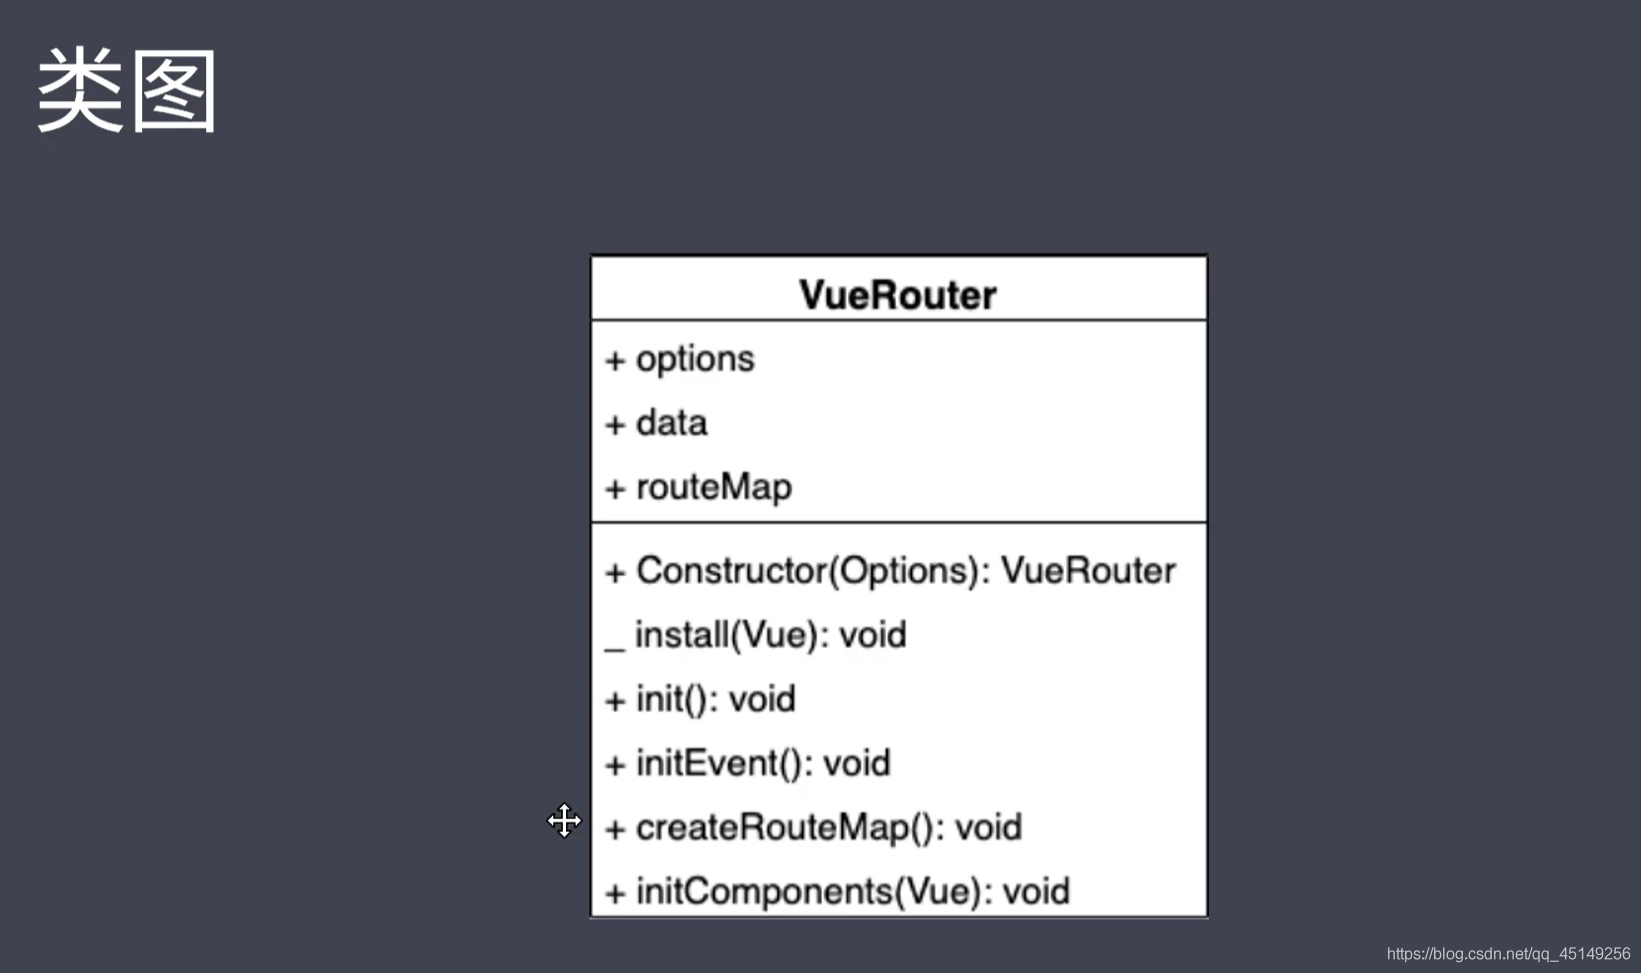 类图
VueRouter
+ options
+ data
+ routeMap
+ Constructor(Options): VueRouter
_ install(Vue): void
+ init(): void
+ initEvent(): void
+ createRouteMap(): void
+ initComponents(Vue): void
https://blog.csdn.net/qq_45149256